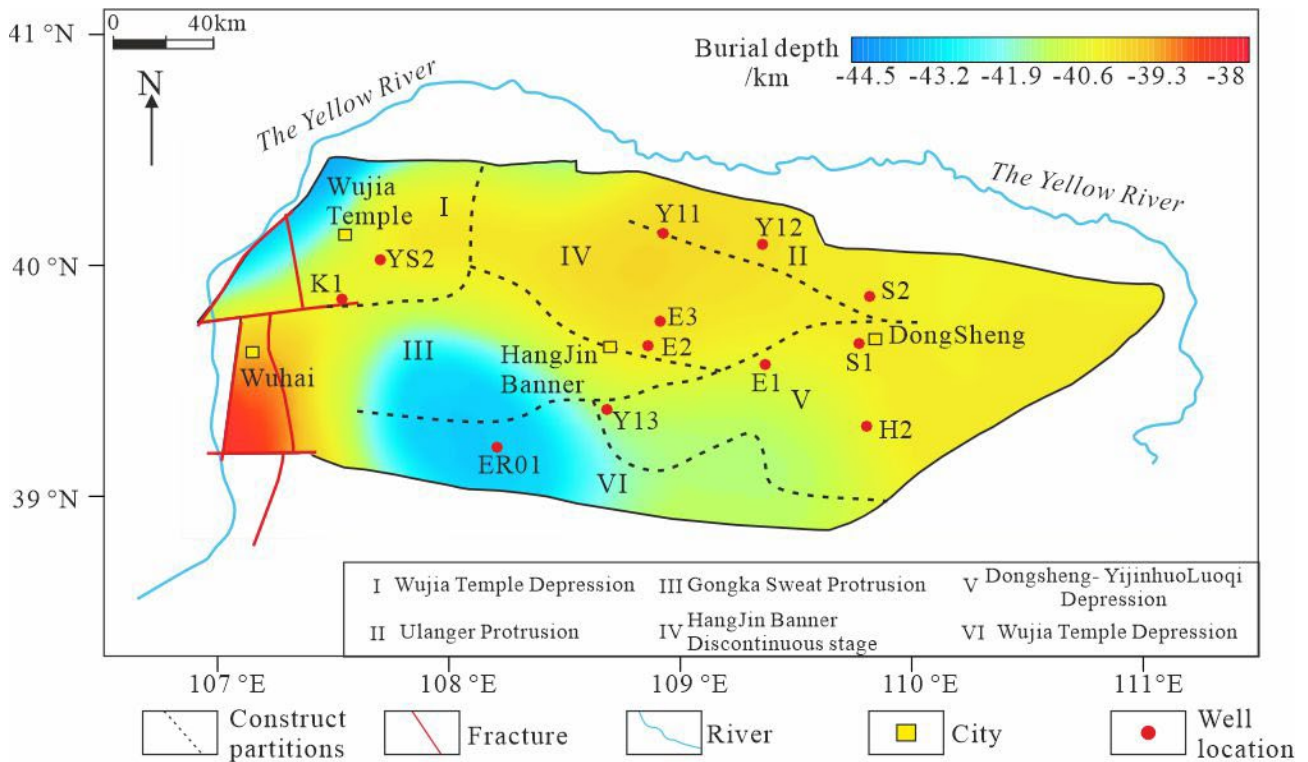 41 °N
0 40km
Burial depth
/km
-44.5 -43.2 -41.9 -40.6 -39.3 -38
N
The Yellow River
The Yellow River
Wujia
Temple
I
Y11
Y12
YS2
IV
II
40 °N
K1
S2
E3
III
HangJin
Banner
E2
DongSheng
S1
Wuhai
E1
V
Y13
H2
ER01
VI
39 °N
I Wujia Temple Depression
III Gongka Sweat Protrusion
V Dongsheng- YijinhuoLuoqi
Depression
II Ulanger Protrusion
IV HangJin Banner
Discontinuous stage
VI Wujia Temple Depression
107 °E 108 °E 109 °E 110 °E 111 °E
Construct
partitions
Fracture
River
City
Well
location